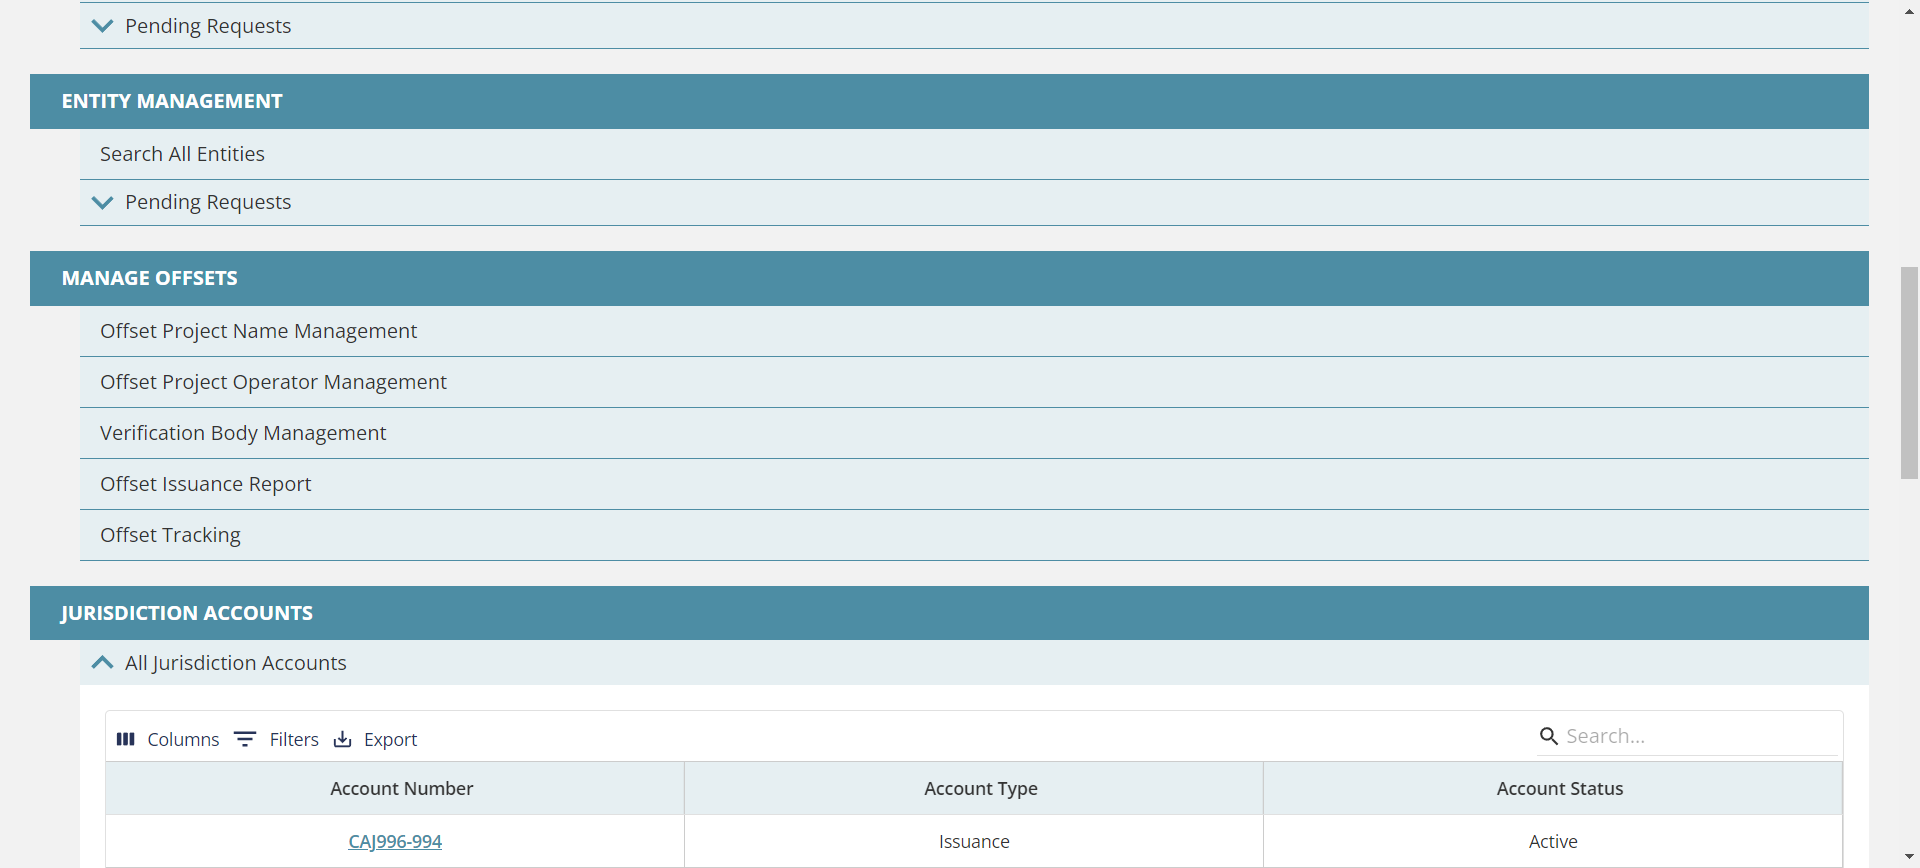 Pending Requests
ENTITY MANAGEMENT
Search All Entities
Pending Requests
MANAGE OFFSETS
Offset Project Name Management
Offset Project Operator Management
Verification Body Management
Offset Issuance Report
Offset Tracking
JURISDICTION ACCOUNTS
All Jurisdiction Accounts
Columns Filters Export Search...
Account Number Account Type Account Status
CAJ996-994 Issuance Active